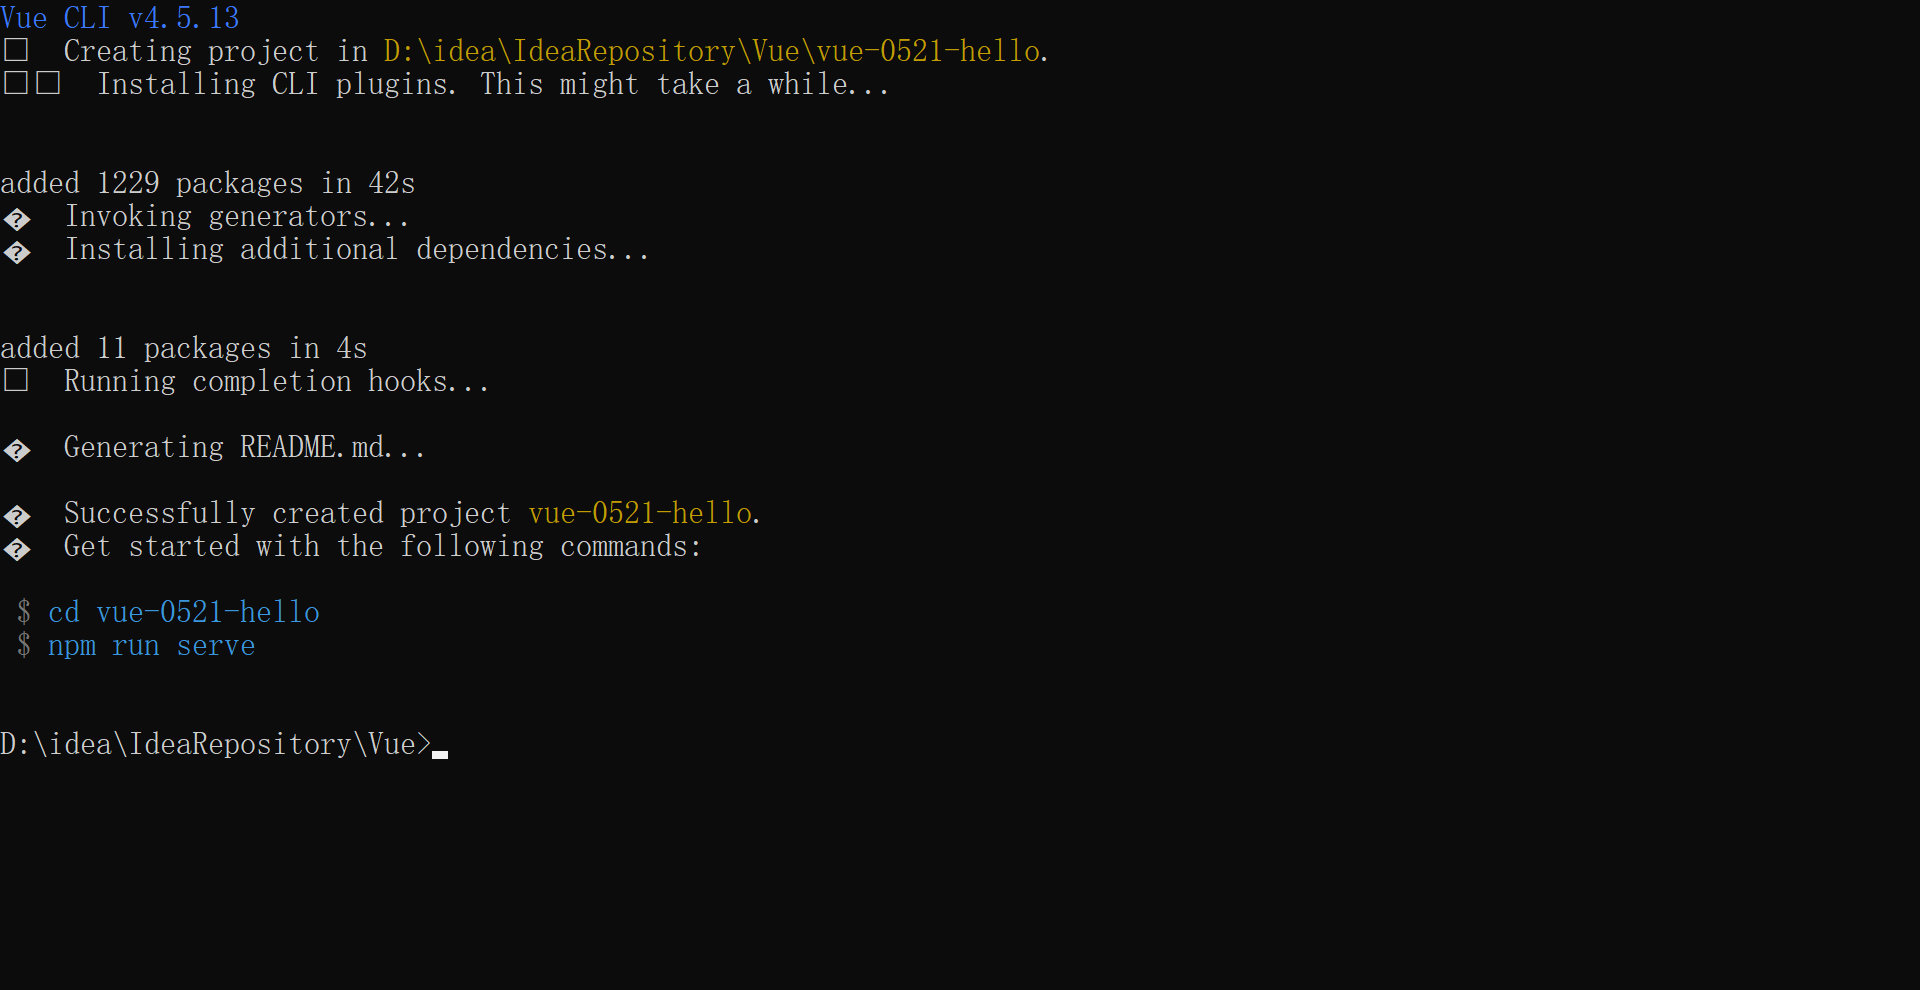 Vue CLI v4.5.13
□  Creating project in D:\idea\IdeaRepository\Vue\vue-0521-hello.
□□  Installing CLI plugins. This might take a while...
added 1229 packages in 42s
�  Invoking generators...
�  Installing additional dependencies...
added 11 packages in 4s
□  Running completion hooks...
�  Generating README.md...
�  Successfully created project vue-0521-hello.
�  Get started with the following commands:
$ cd vue-0521-hello
$ npm run serve
D:\idea\IdeaRepository\Vue>